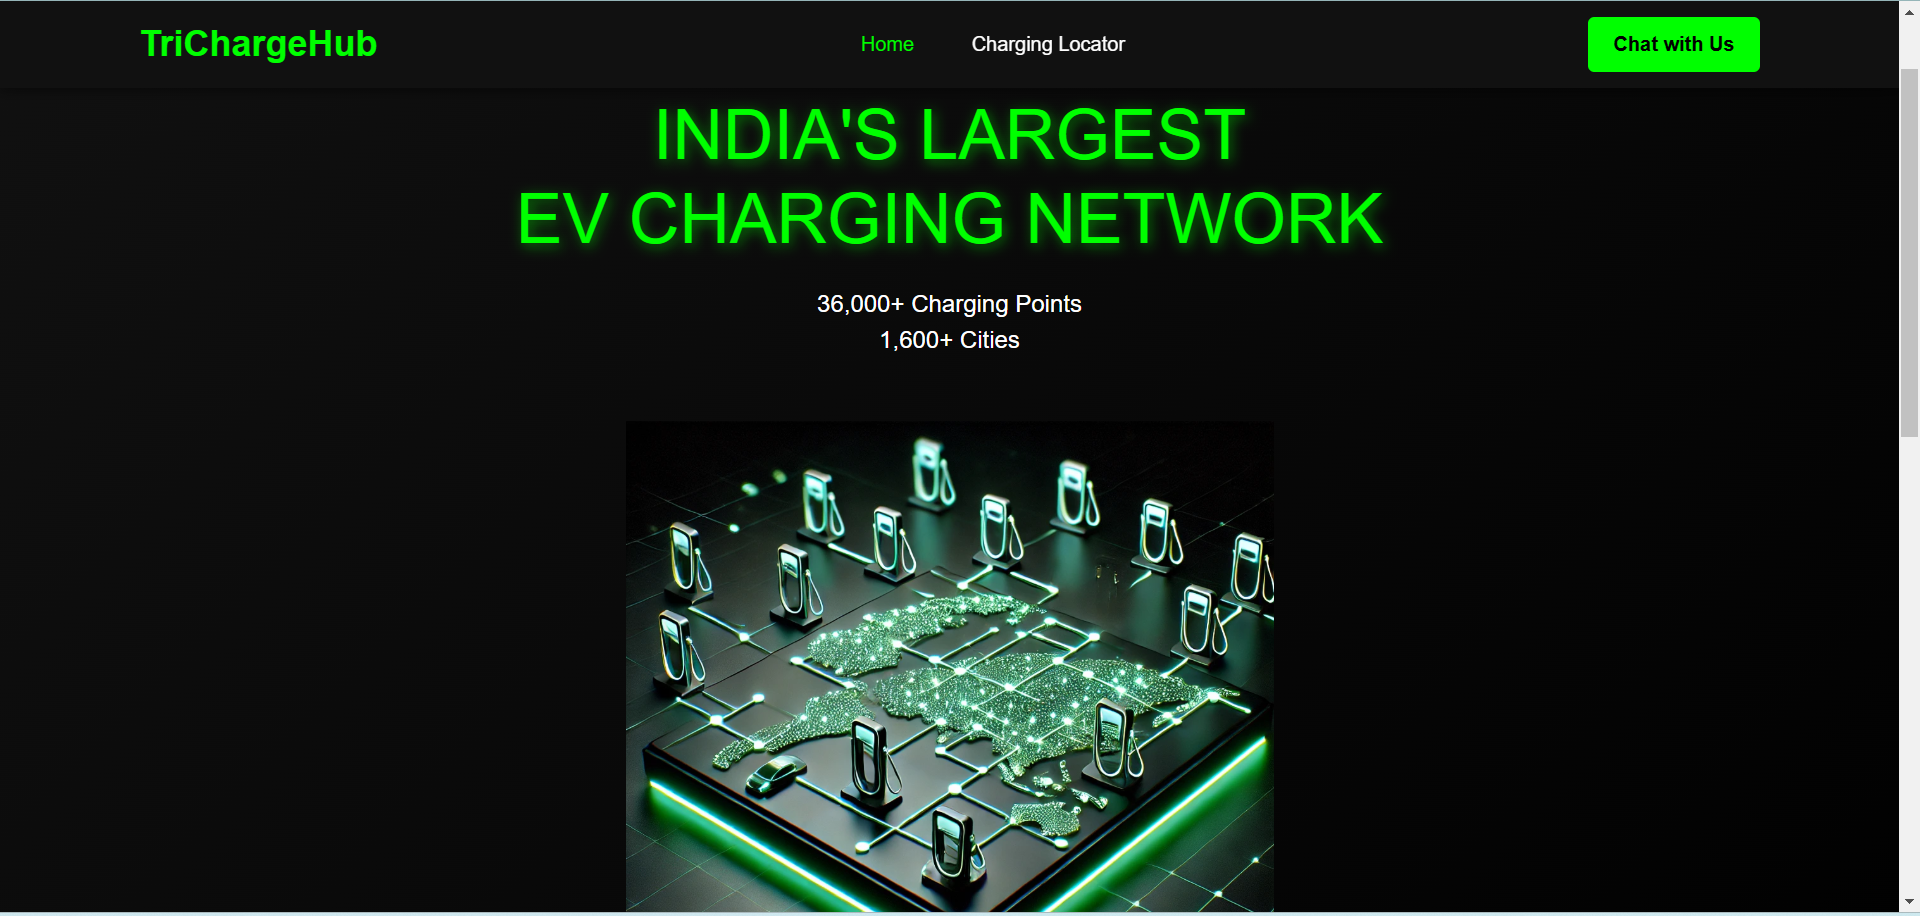 TriChargeHub
Home
Charging Locator
Chat with Us
INDIA'S LARGEST
EV CHARGING NETWORK
36,000+ Charging Points
1,600+ Cities